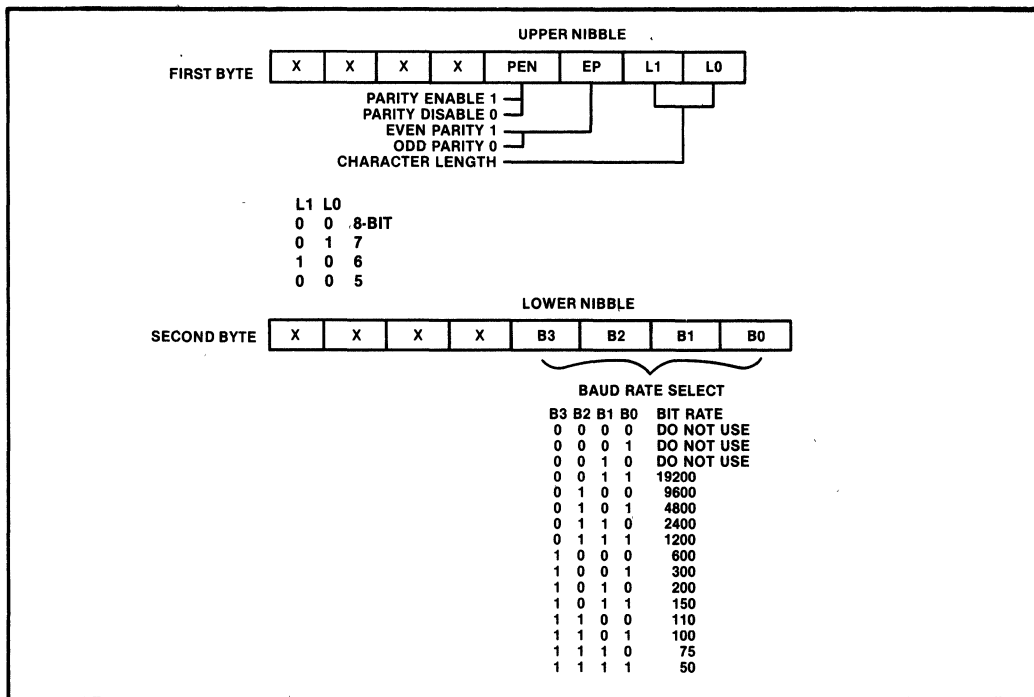 UPPER NIBBLE
FIRST BYTE X X X X PEN EP L1 L0
PARITY ENABLE 1
PARITY DISABLE 0
EVEN PARITY 1
ODD PARITY 0
CHARACTER LENGTH
L1 L0
0 0 8-BIT
0 1 7
1 0 6
0 0 5
LOWER NIBBLE
SECOND BYTE X X X X B3 B2 B1 B0
BAUD RATE SELECT
B3 B2 B1 B0 BIT RATE
0 0 0 0 DO NOT USE
0 0 0 1 DO NOT USE
0 0 1 0 DO NOT USE
0 0 1 1 19200
0 1 0 0 9600
0 1 0 1 4800
0 1 1 0 2400
0 1 1 1 1200
1 0 0 0 600
1 0 0 1 300
1 0 1 0 200
1 0 1 1 150
1 1 0 0 110
1 1 0 1 100
1 1 1 0 75
1 1 1 1 50